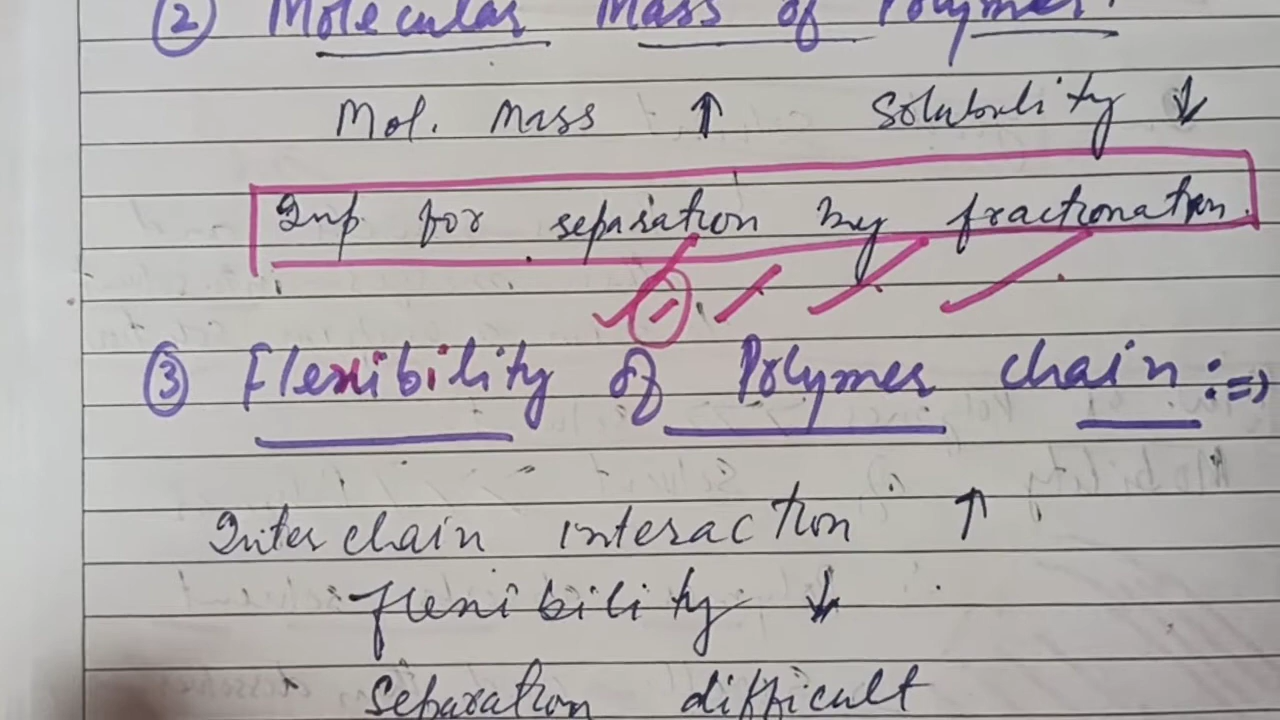 ② Molecular Mass of Polymer:
Mol. Mass ↑ Solubility ↓
Imp for separation by fractionation.
③ Flexibility of Polymer chain :=>
Inter chain interaction ↑
flexibility ↓
Separation difficult